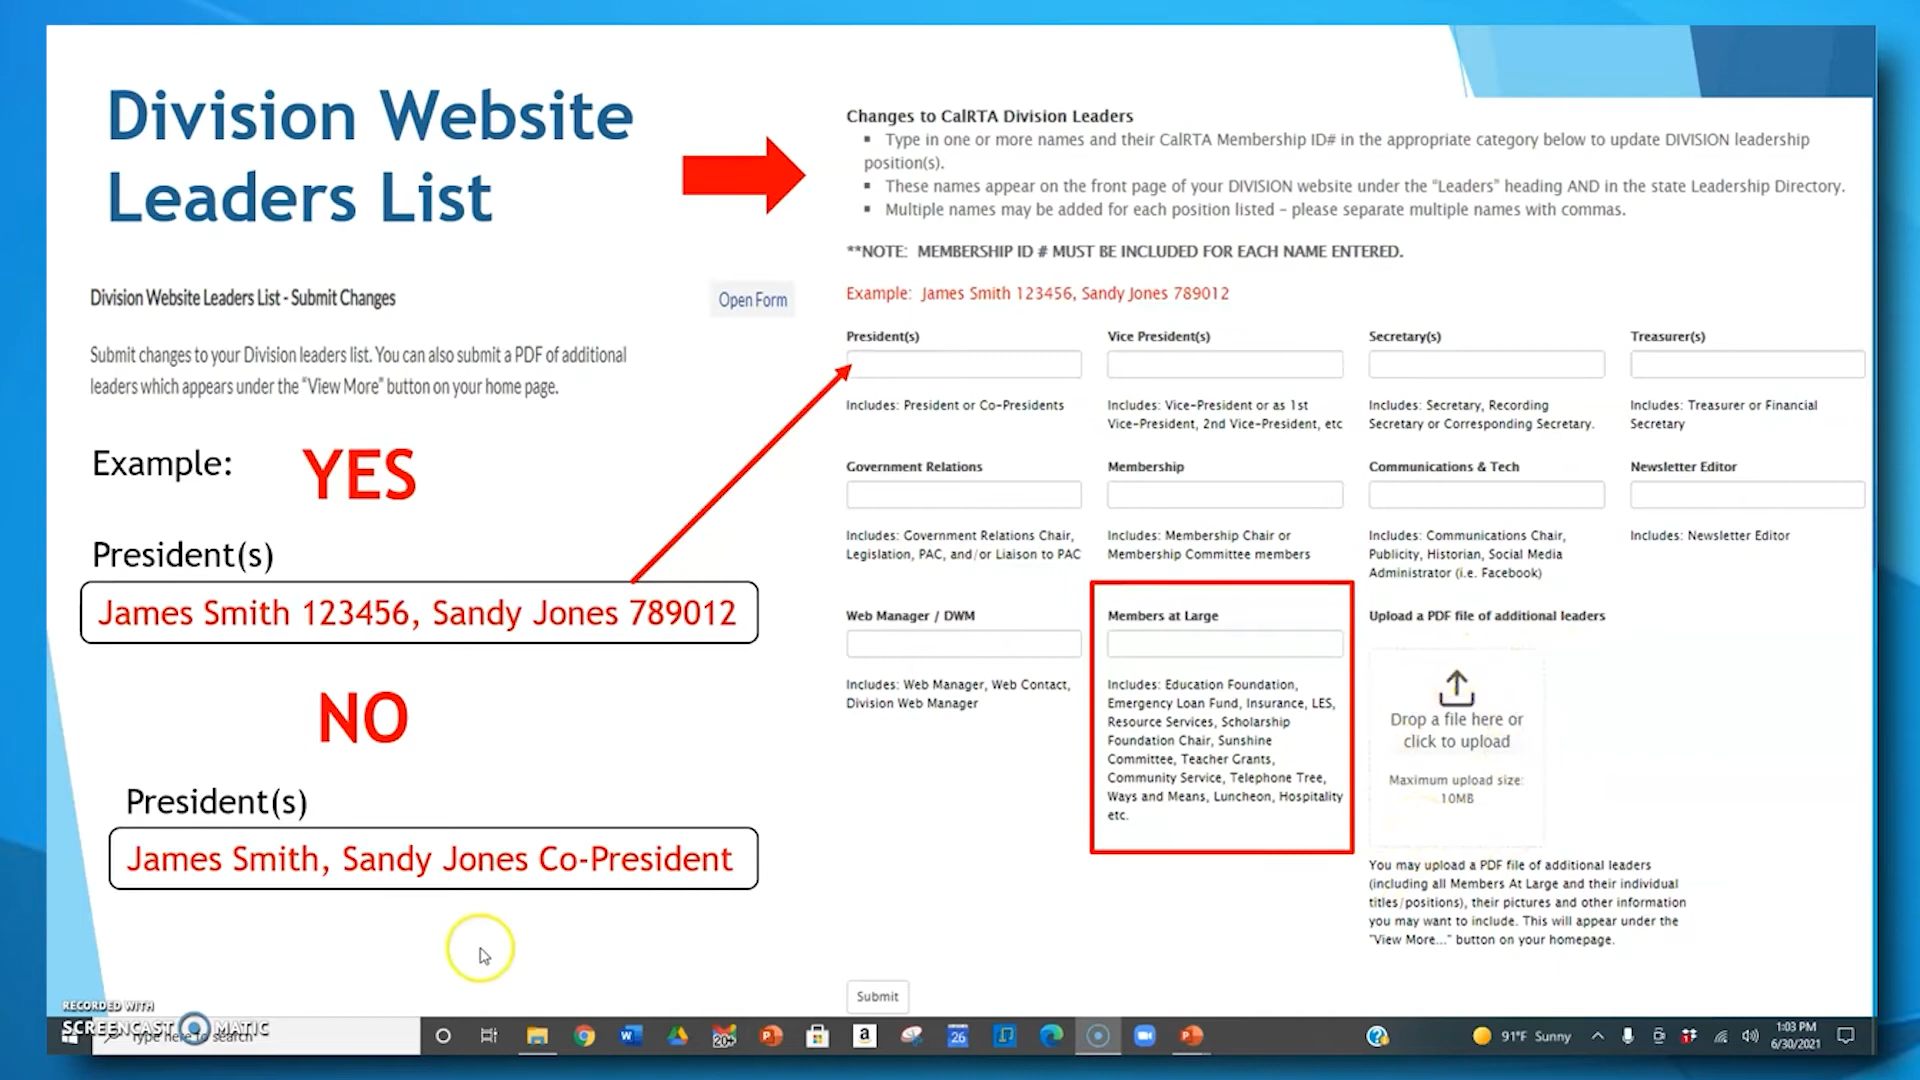 Division Website
Leaders List
Division Website Leaders List - Submit Changes
Open Form
Submit changes to your Division leaders list. You can also submit a PDF of additional
leaders which appears under the "View More" button on your home page.
Example:
YES
President(s)
James Smith 123456, Sandy Jones 789012
NO
President(s)
James Smith, Sandy Jones Co-President
Changes to CalRTA Division Leaders
▪ Type in one or more names and their CalRTA Membership ID# in the appropriate category below to update DIVISION leadership
position(s).
▪ These names appear on the front page of your DIVISION website under the "Leaders" heading AND in the state Leadership Directory.
▪ Multiple names may be added for each position listed – please separate multiple names with commas.
**NOTE: MEMBERSHIP ID # MUST BE INCLUDED FOR EACH NAME ENTERED.
Example: James Smith 123456, Sandy Jones 789012
President(s)
Includes: President or Co-Presidents
Vice President(s)
Includes: Vice-President or as 1st
Vice-President, 2nd Vice-President, etc
Secretary(s)
Includes: Secretary, Recording
Secretary or Corresponding Secretary.
Treasurer(s)
Includes: Treasurer or Financial
Secretary
Government Relations
Includes: Government Relations Chair,
Legislation, PAC, and/or Liaison to PAC
Membership
Includes: Membership Chair or
Membership Committee members
Communications & Tech
Includes: Communications Chair,
Publicity, Historian, Social Media
Administrator (i.e. Facebook)
Newsletter Editor
Includes: Newsletter Editor
Web Manager / DWM
Includes: Web Manager, Web Contact,
Division Web Manager
Members at Large
Includes: Education Foundation,
Emergency Loan Fund, Insurance, LES,
Resource Services, Scholarship
Foundation Chair, Sunshine
Committee, Teacher Grants,
Community Service, Telephone Tree,
Ways and Means, Luncheon, Hospitality
etc.
Upload a PDF file of additional leaders
Drop a file here or
click to upload
Maximum upload size:
10MB
You may upload a PDF file of additional leaders
(including all Members At Large and their individual
titles/positions), their pictures and other information
you may want to include. This will appear under the
"View More..." button on your homepage.
Submit
RECORDED WITH
SCREENCAST MATIC
Type here to search
20+
26
91°F Sunny
1:03 PM
6/30/2021